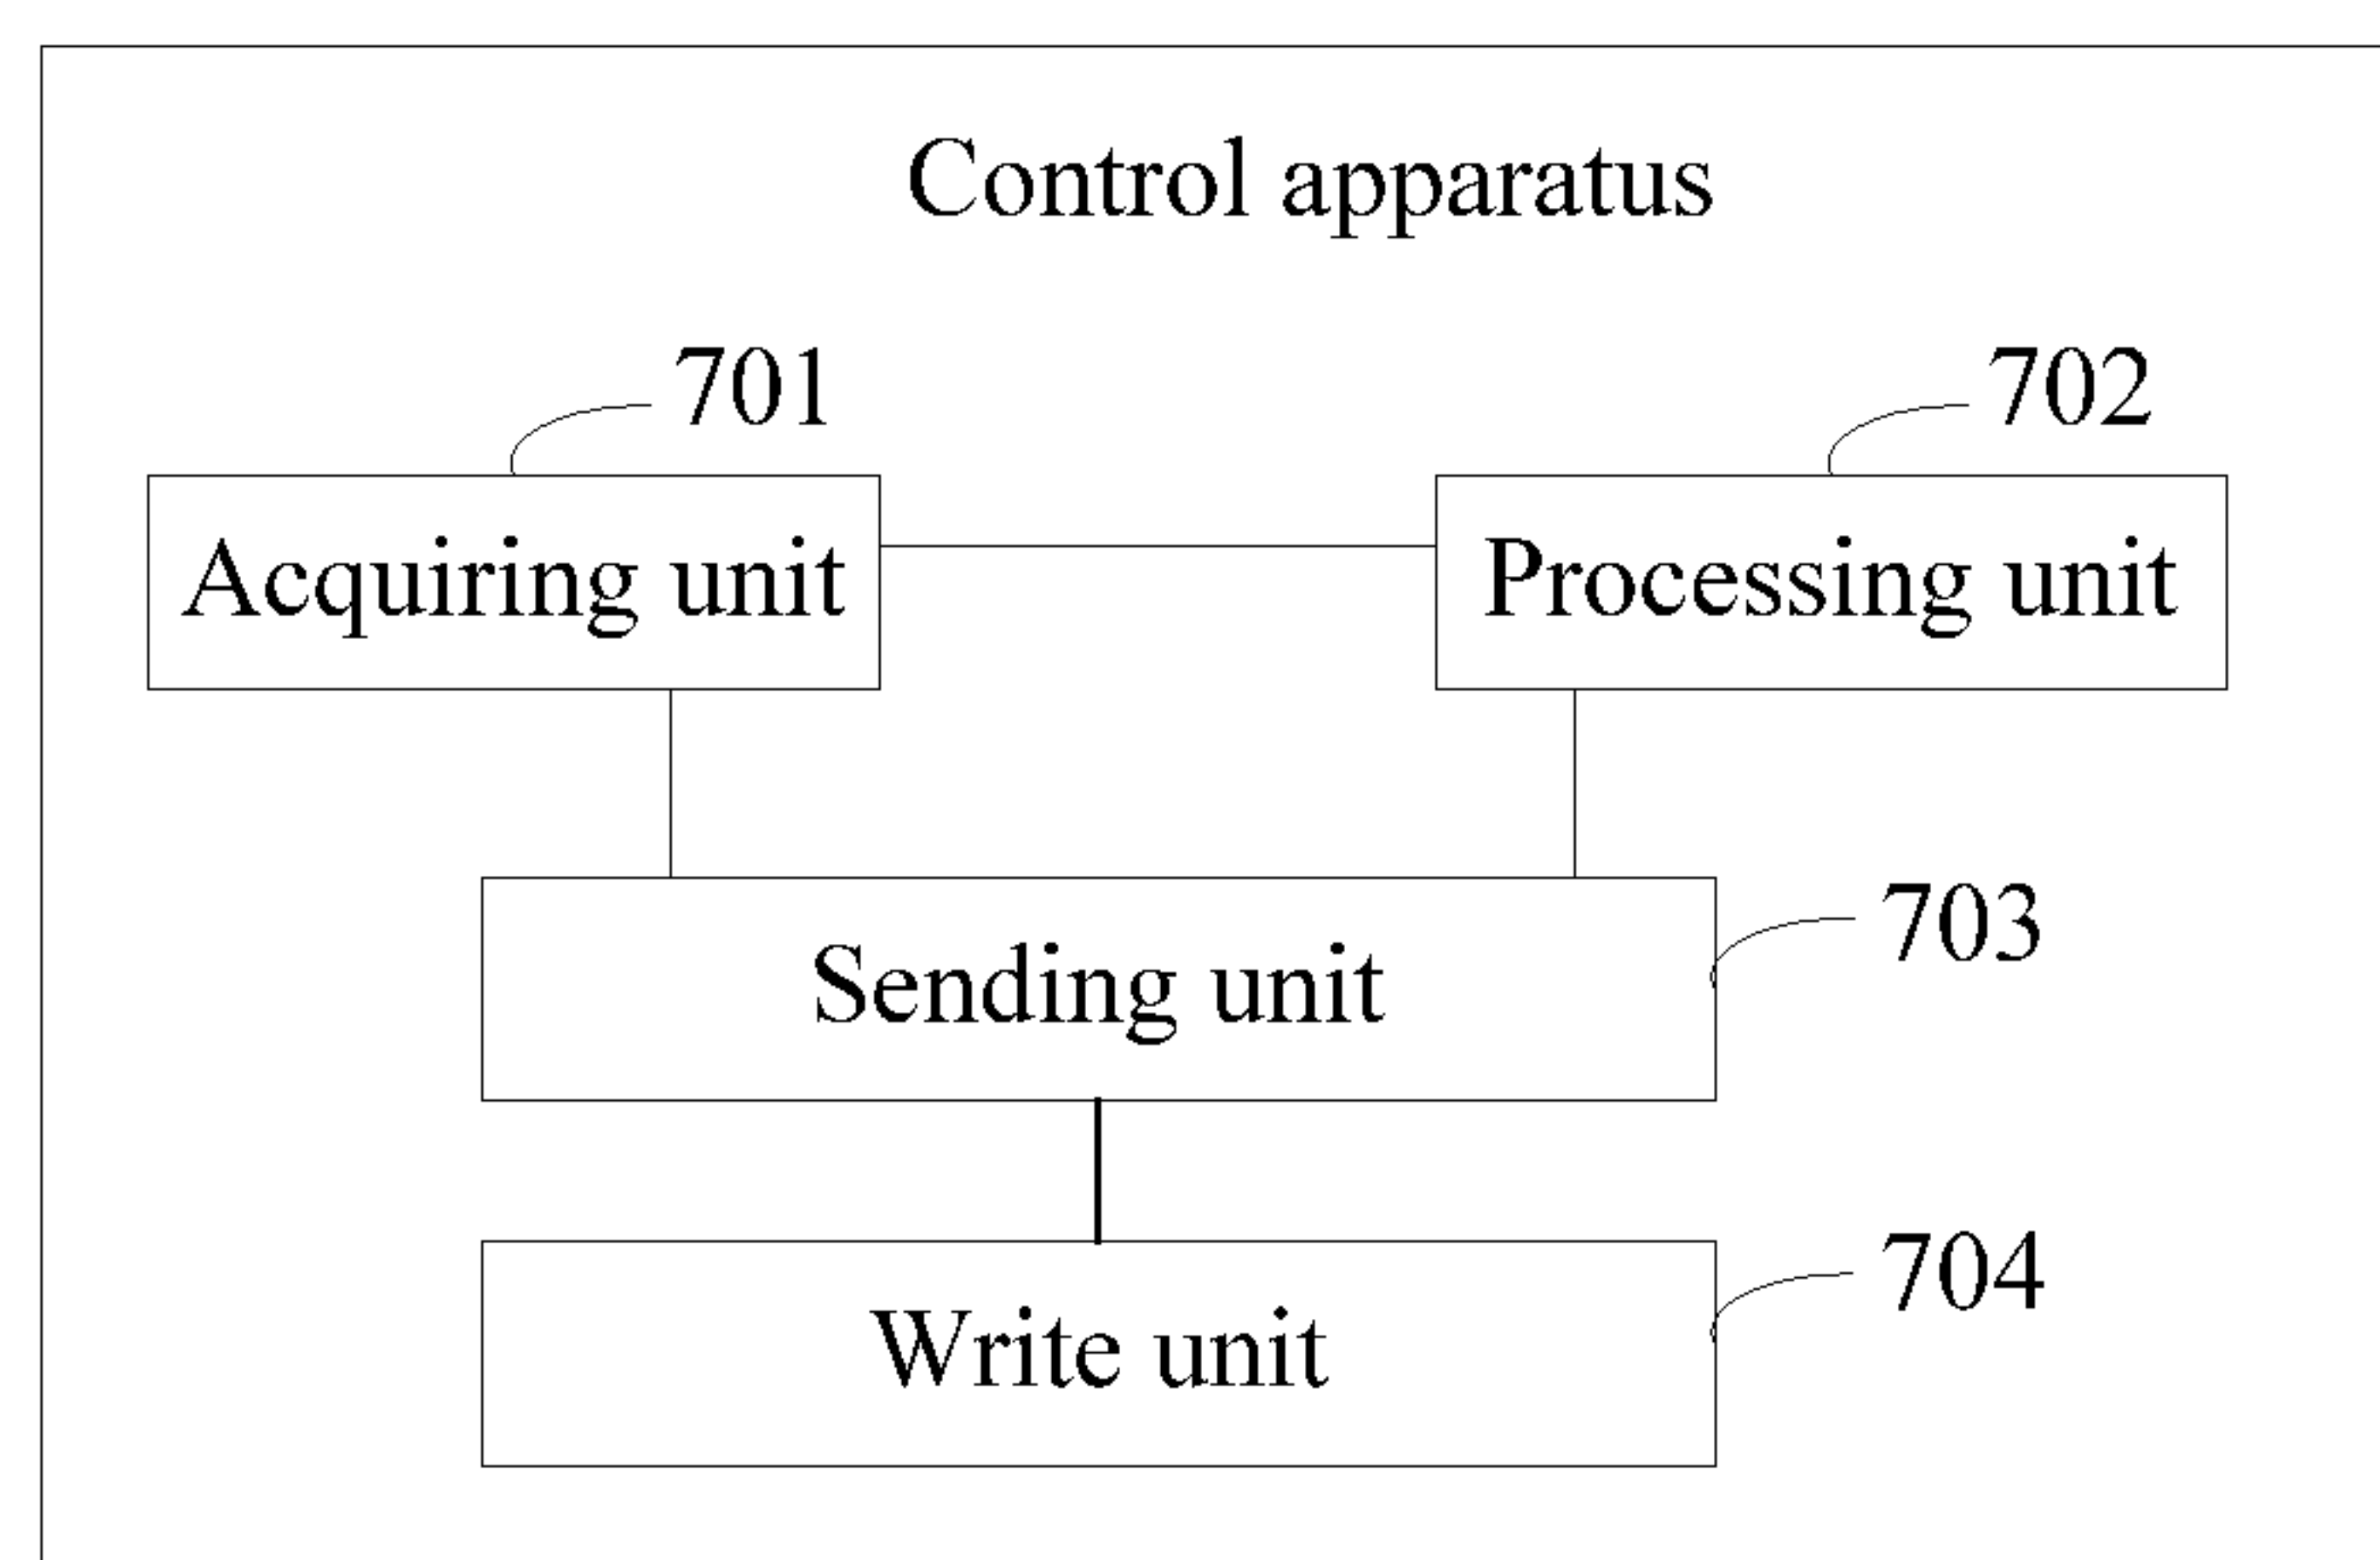 Control apparatus
701
702
Acquiring unit
Processing unit
703
Sending unit
704
Write unit